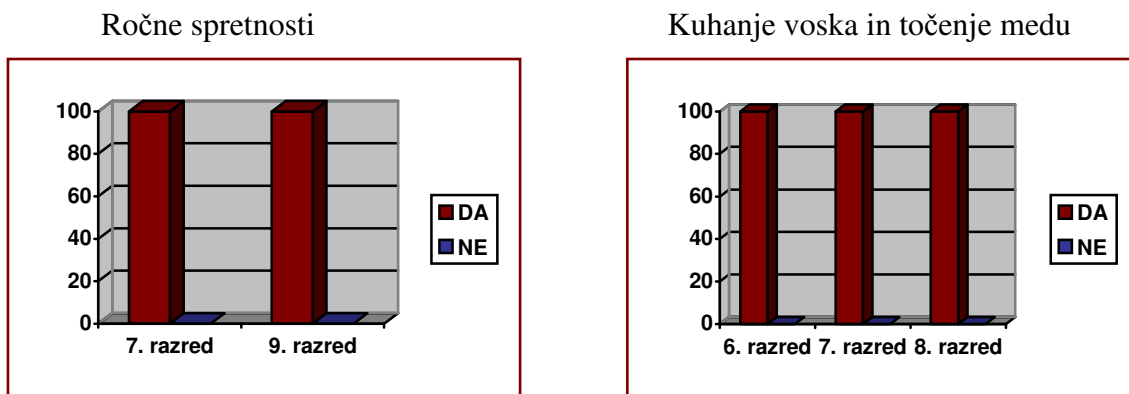 Ročne spretnosti
100
80
60
40
20
0
7. razred 9. razred
DA
NE
Kuhanje voska in točenje medu
100
80
60
40
20
0
6. razred 7. razred 8. razred
DA
NE